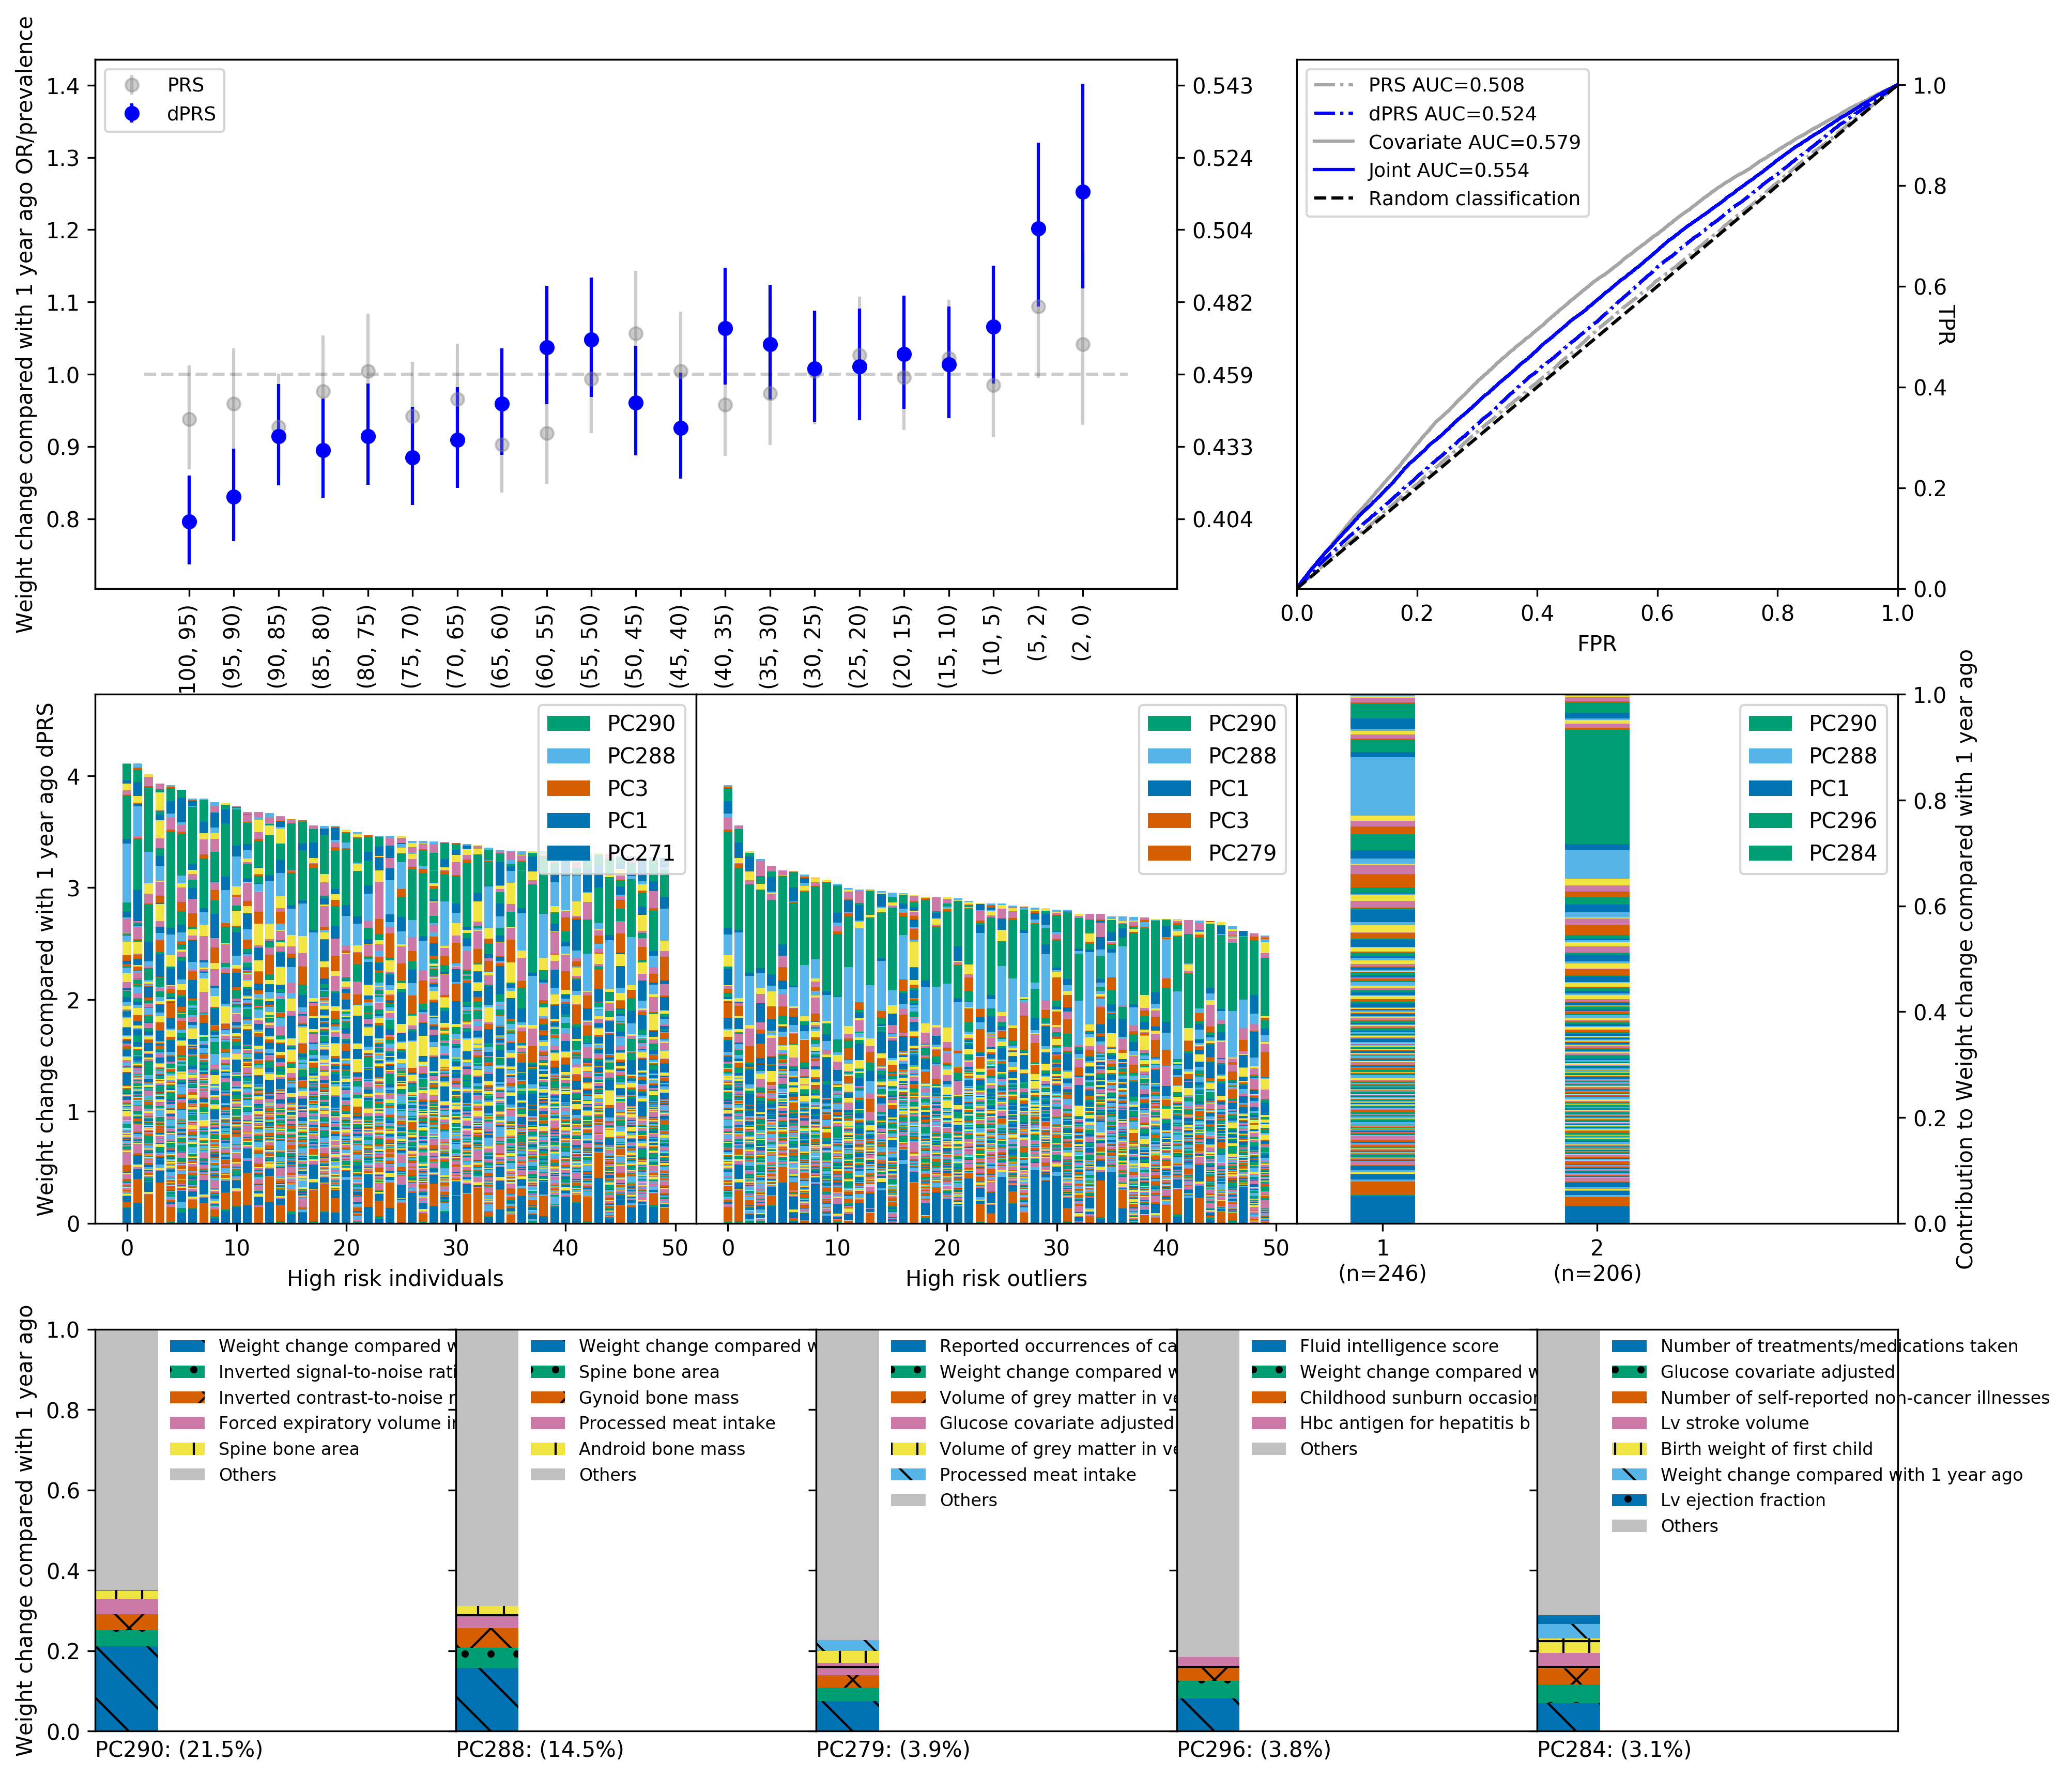 Weight change compared with 1 year ago OR/prevalence
1.4
1.3
1.2
1.1
1.0
0.9
0.8
PRS
dPRS
0.543
0.524
0.504
0.482
0.459
0.433
0.404
100, 95)
(95, 90)
(90, 85)
(85, 80)
(80, 75)
(75, 70)
(70, 65)
(65, 60)
(60, 55)
(55, 50)
(50, 45)
(45, 40)
(40, 35)
(35, 30)
(30, 25)
(25, 20)
(20, 15)
(15, 10)
(10, 5)
(5, 2)
(2, 0)
PRS AUC=0.508
dPRS AUC=0.524
Covariate AUC=0.579
Joint AUC=0.554
Random classification
1.0
0.8
0.6
0.4
0.2
0.0
TPR
0.0 0.2 0.4 0.6 0.8 1.0
FPR
Weight change compared with 1 year ago dPRS
4
3
2
1
0
PC290
PC288
PC3
PC1
PC271
0 10 20 30 40 50
High risk individuals
PC290
PC288
PC1
PC3
PC279
0 10 20 30 40 50
High risk outliers
PC290
PC288
PC1
PC296
PC284
1
(n=246)
2
(n=206)
1.0
0.8
0.6
0.4
0.2
0.0
Contribution to Weight change compared with 1 year ago
Weight change compared with 1 year ago
1.0
0.8
0.6
0.4
0.2
0.0
Weight change compared w
Inverted signal-to-noise rati
Inverted contrast-to-noise r
Forced expiratory volume in
Spine bone area
Others
PC290: (21.5%)
Weight change compared w
Spine bone area
Gynoid bone mass
Processed meat intake
Android bone mass
Others
PC288: (14.5%)
Reported occurrences of ca
Weight change compared w
Volume of grey matter in ve
Glucose covariate adjusted
Volume of grey matter in ve
Processed meat intake
Others
PC279: (3.9%)
Fluid intelligence score
Weight change compared w
Childhood sunburn occasion
Hbc antigen for hepatitis b
Others
PC296: (3.8%)
Number of treatments/medications taken
Glucose covariate adjusted
Number of self-reported non-cancer illnesses
Lv stroke volume
Birth weight of first child
Weight change compared with 1 year ago
Lv ejection fraction
Others
PC284: (3.1%)